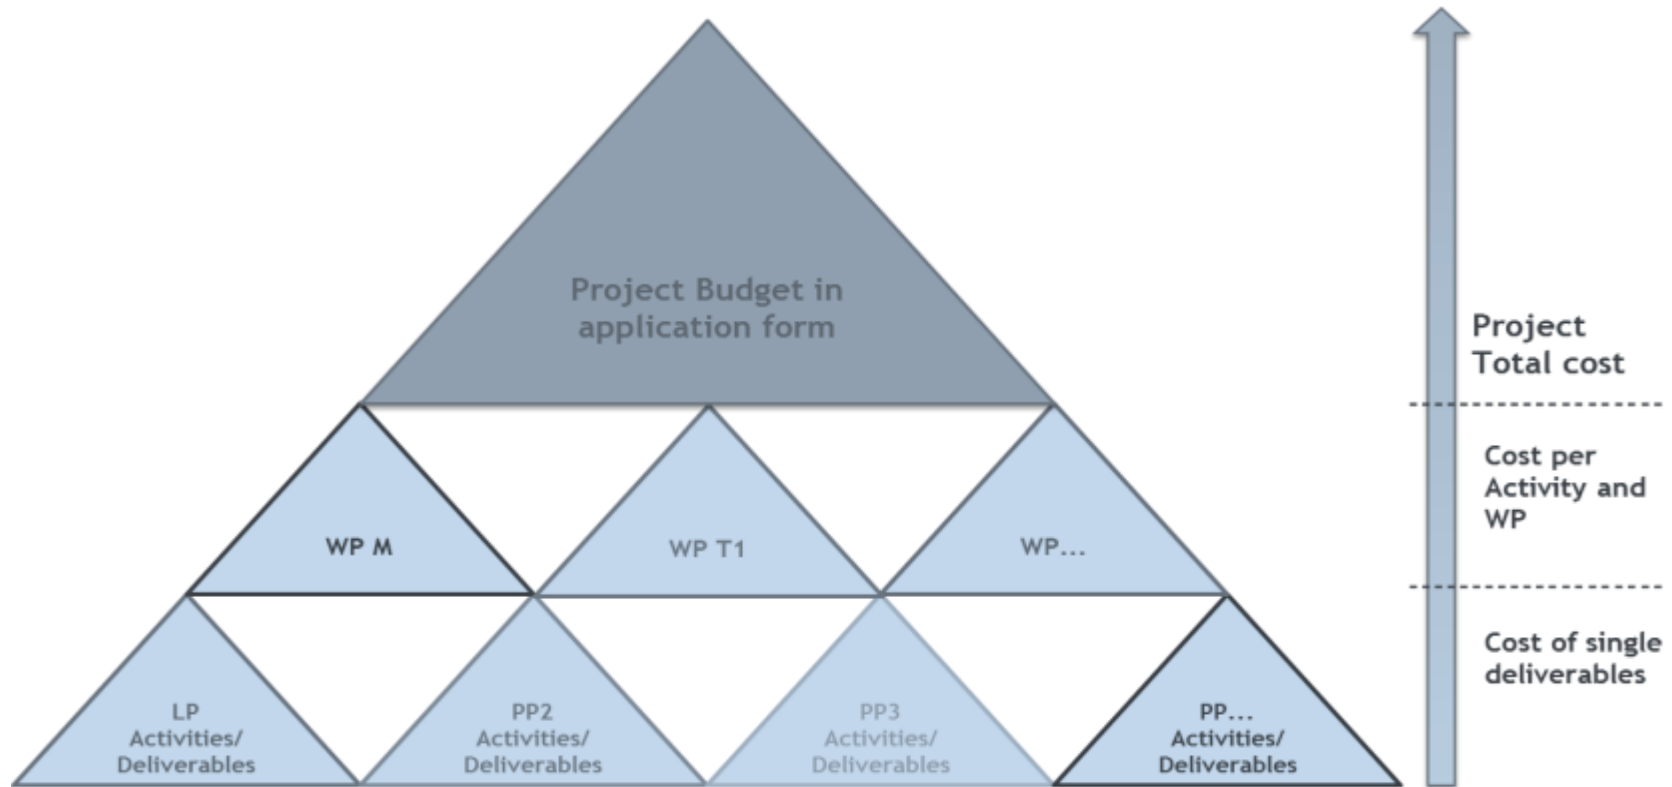 Project Budget in
application form
Project
Total cost
Cost per
Activity and
WP
WP M
WP T1
WP...
Cost of single
deliverables
LP
Activities/
Deliverables
PP2
Activities/
Deliverables
PP3
Activities/
Deliverables
PP...
Activities/
Deliverables